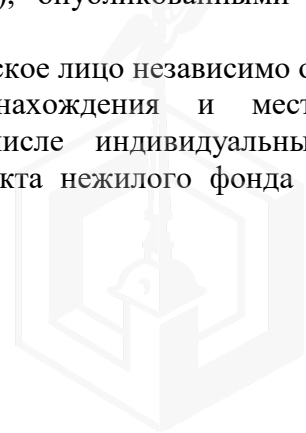 опубликованными
ское лицо независимо
нахождения и мест
числе индивидуальны
кта нежилого фонда